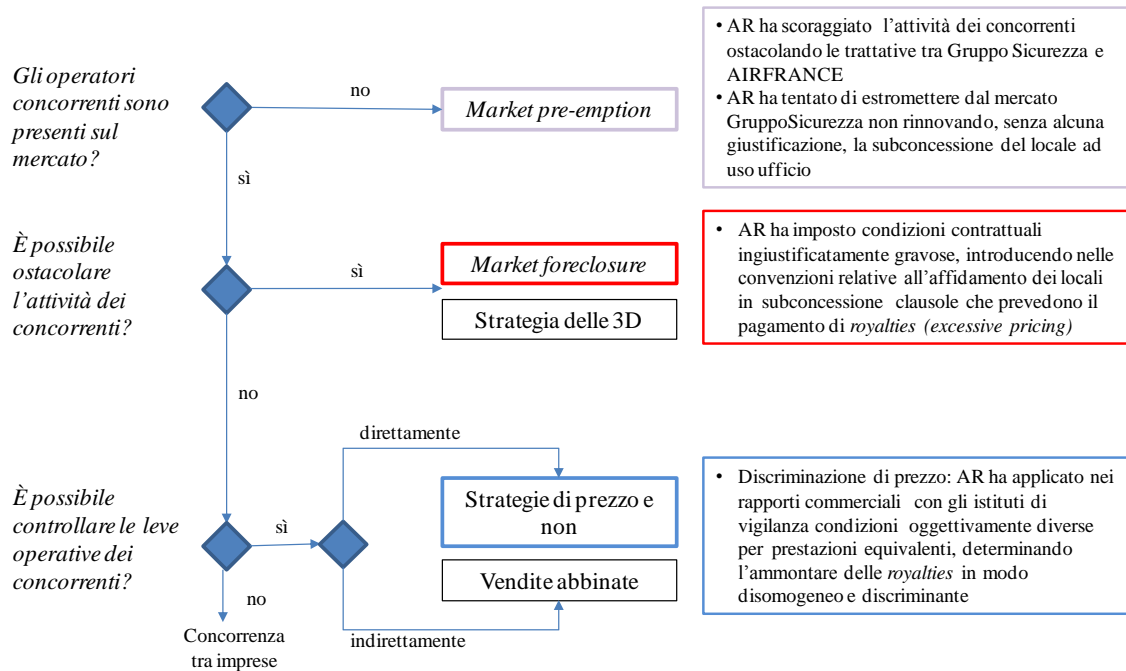 Gli operatori
concorrenti sono
presenti sul
mercato?
no
Market pre-emption
• AR ha scoraggiato l'attività dei concorrenti
ostacolando le trattative tra Gruppo Sicurezza e
AIRFRANCE
• AR ha tentato di estromettere dal mercato
GruppoSicurezza non rinnovando, senza alcuna
giustificazione, la subconcessione del locale ad
uso ufficio
sì
È possibile
ostacolare
l'attività dei
concorrenti?
sì
Market foreclosure
Strategia delle 3D
• AR ha imposto condizioni contrattuali
ingiustificatamente gravose, introducendo nelle
convenzioni relative all'affidamento dei locali
in subconcessione clausole che prevedono il
pagamento di royalties (excessive pricing)
no
È possibile
controllare le leve
operative dei
concorrenti?
sì
direttamente
Strategie di prezzo e
non
Vendite abbinate
indirettamente
• Discriminazione di prezzo: AR ha applicato nei
rapporti commerciali con gli istituti di
vigilanza condizioni oggettivamente diverse
per prestazioni equivalenti, determinando
l'ammontare delle royalties in modo
disomogeneo e discriminante
no
Concorrenza
tra imprese